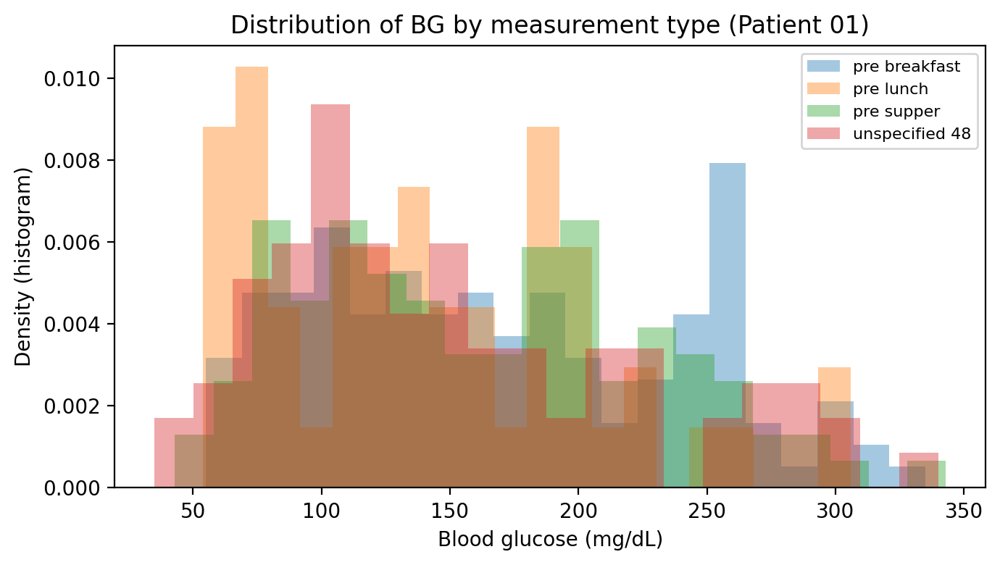 Distribution of BG by measurement type (Patient 01)
pre breakfast
pre lunch
pre supper
unspecified 48
Density (histogram)
0.010
0.008
0.006
0.004
0.002
0.000
50 100 150 200 250 300 350
Blood glucose (mg/dL)